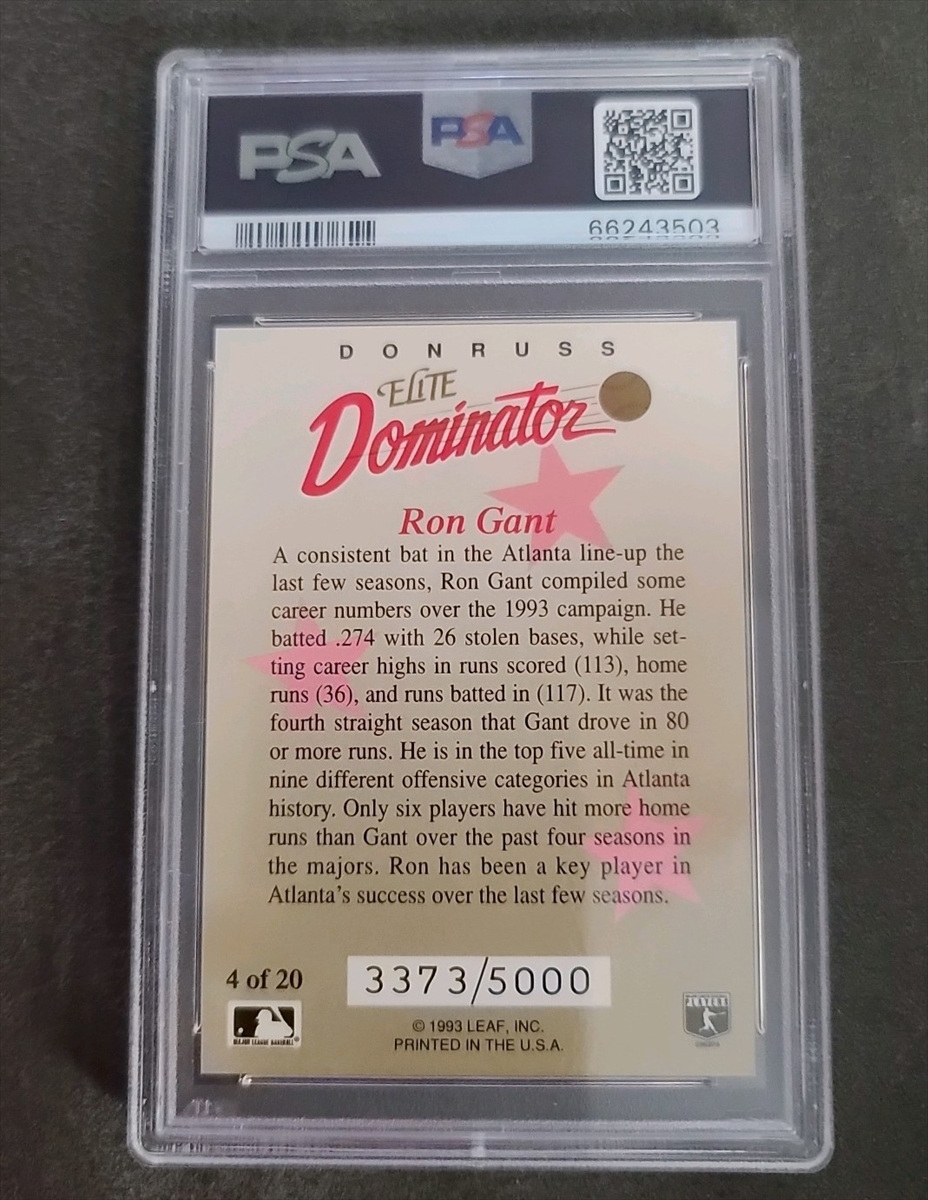 PSA
PSA
66243503
DONRUSS
ELITE
Dominator
Ron Gant
A consistent bat in the Atlanta line-up the
last few seasons, Ron Gant compiled some
career numbers over the 1993 campaign. He
batted .274 with 26 stolen bases, while set-
ting career highs in runs scored (113), home
runs (36), and runs batted in (117). It was the
fourth straight season that Gant drove in 80
or more runs. He is in the top five all-time in
nine different offensive categories in Atlanta
history. Only six players have hit more home
runs than Gant over the past four seasons in
the majors. Ron has been a key player in
Atlanta's success over the last few seasons.
4 of 20
3373/5000
MAJOR LEAGUE BASEBALL
© 1993 LEAF, INC.
PRINTED IN THE U.S.A.
PLAYERS